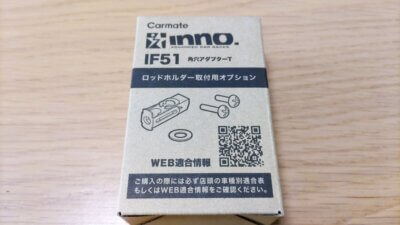 Carmate
inno.
ADVANCED CAR RACKS
IF51 角穴アダプターT
ロッドホルダー取付用オプション
WEB適合情報
ご購入の際には必ず店頭の車種別適合表
もしくはWEB適合情報をご確認ください。